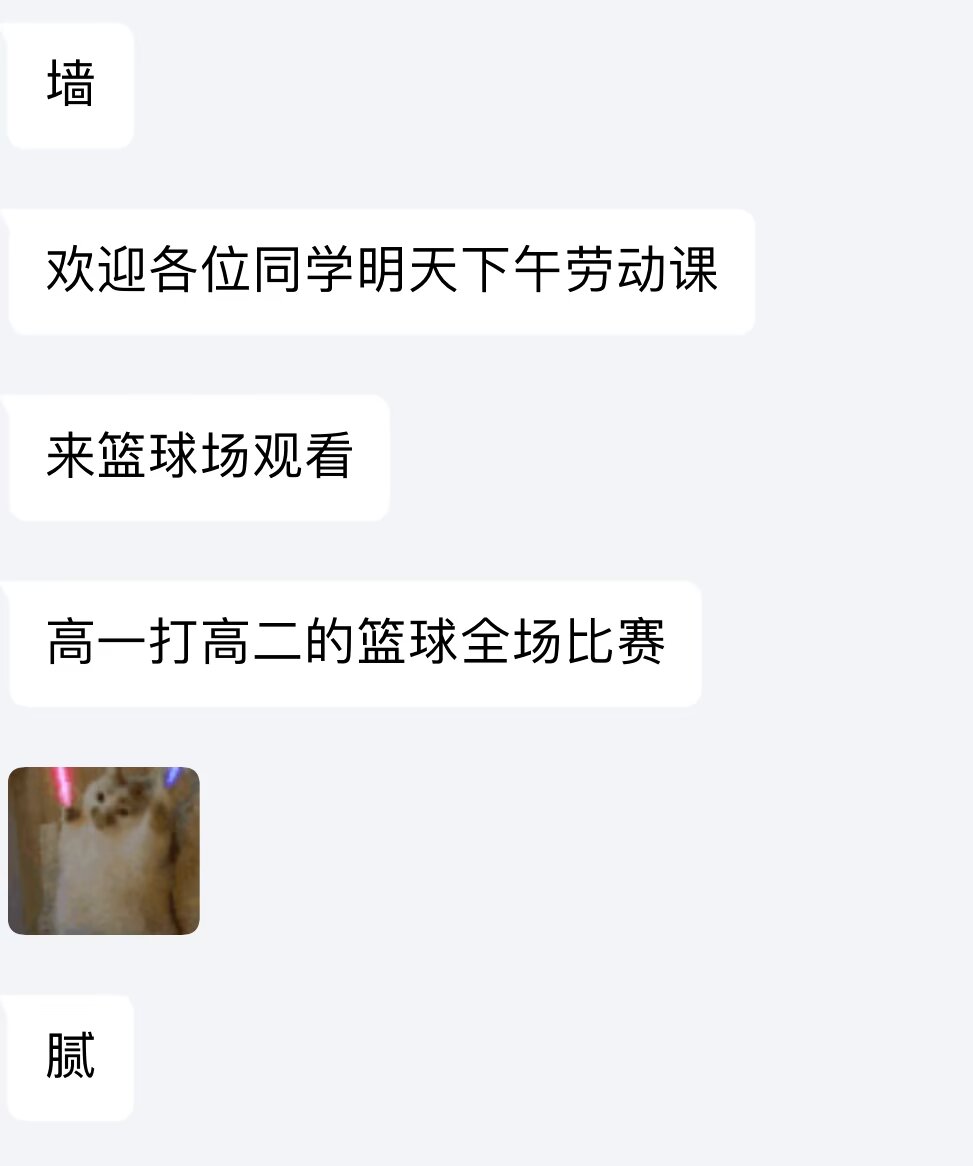 墙
欢迎各位同学明天下午劳动课
来篮球场观看
高一打高二的篮球全场比赛
腻